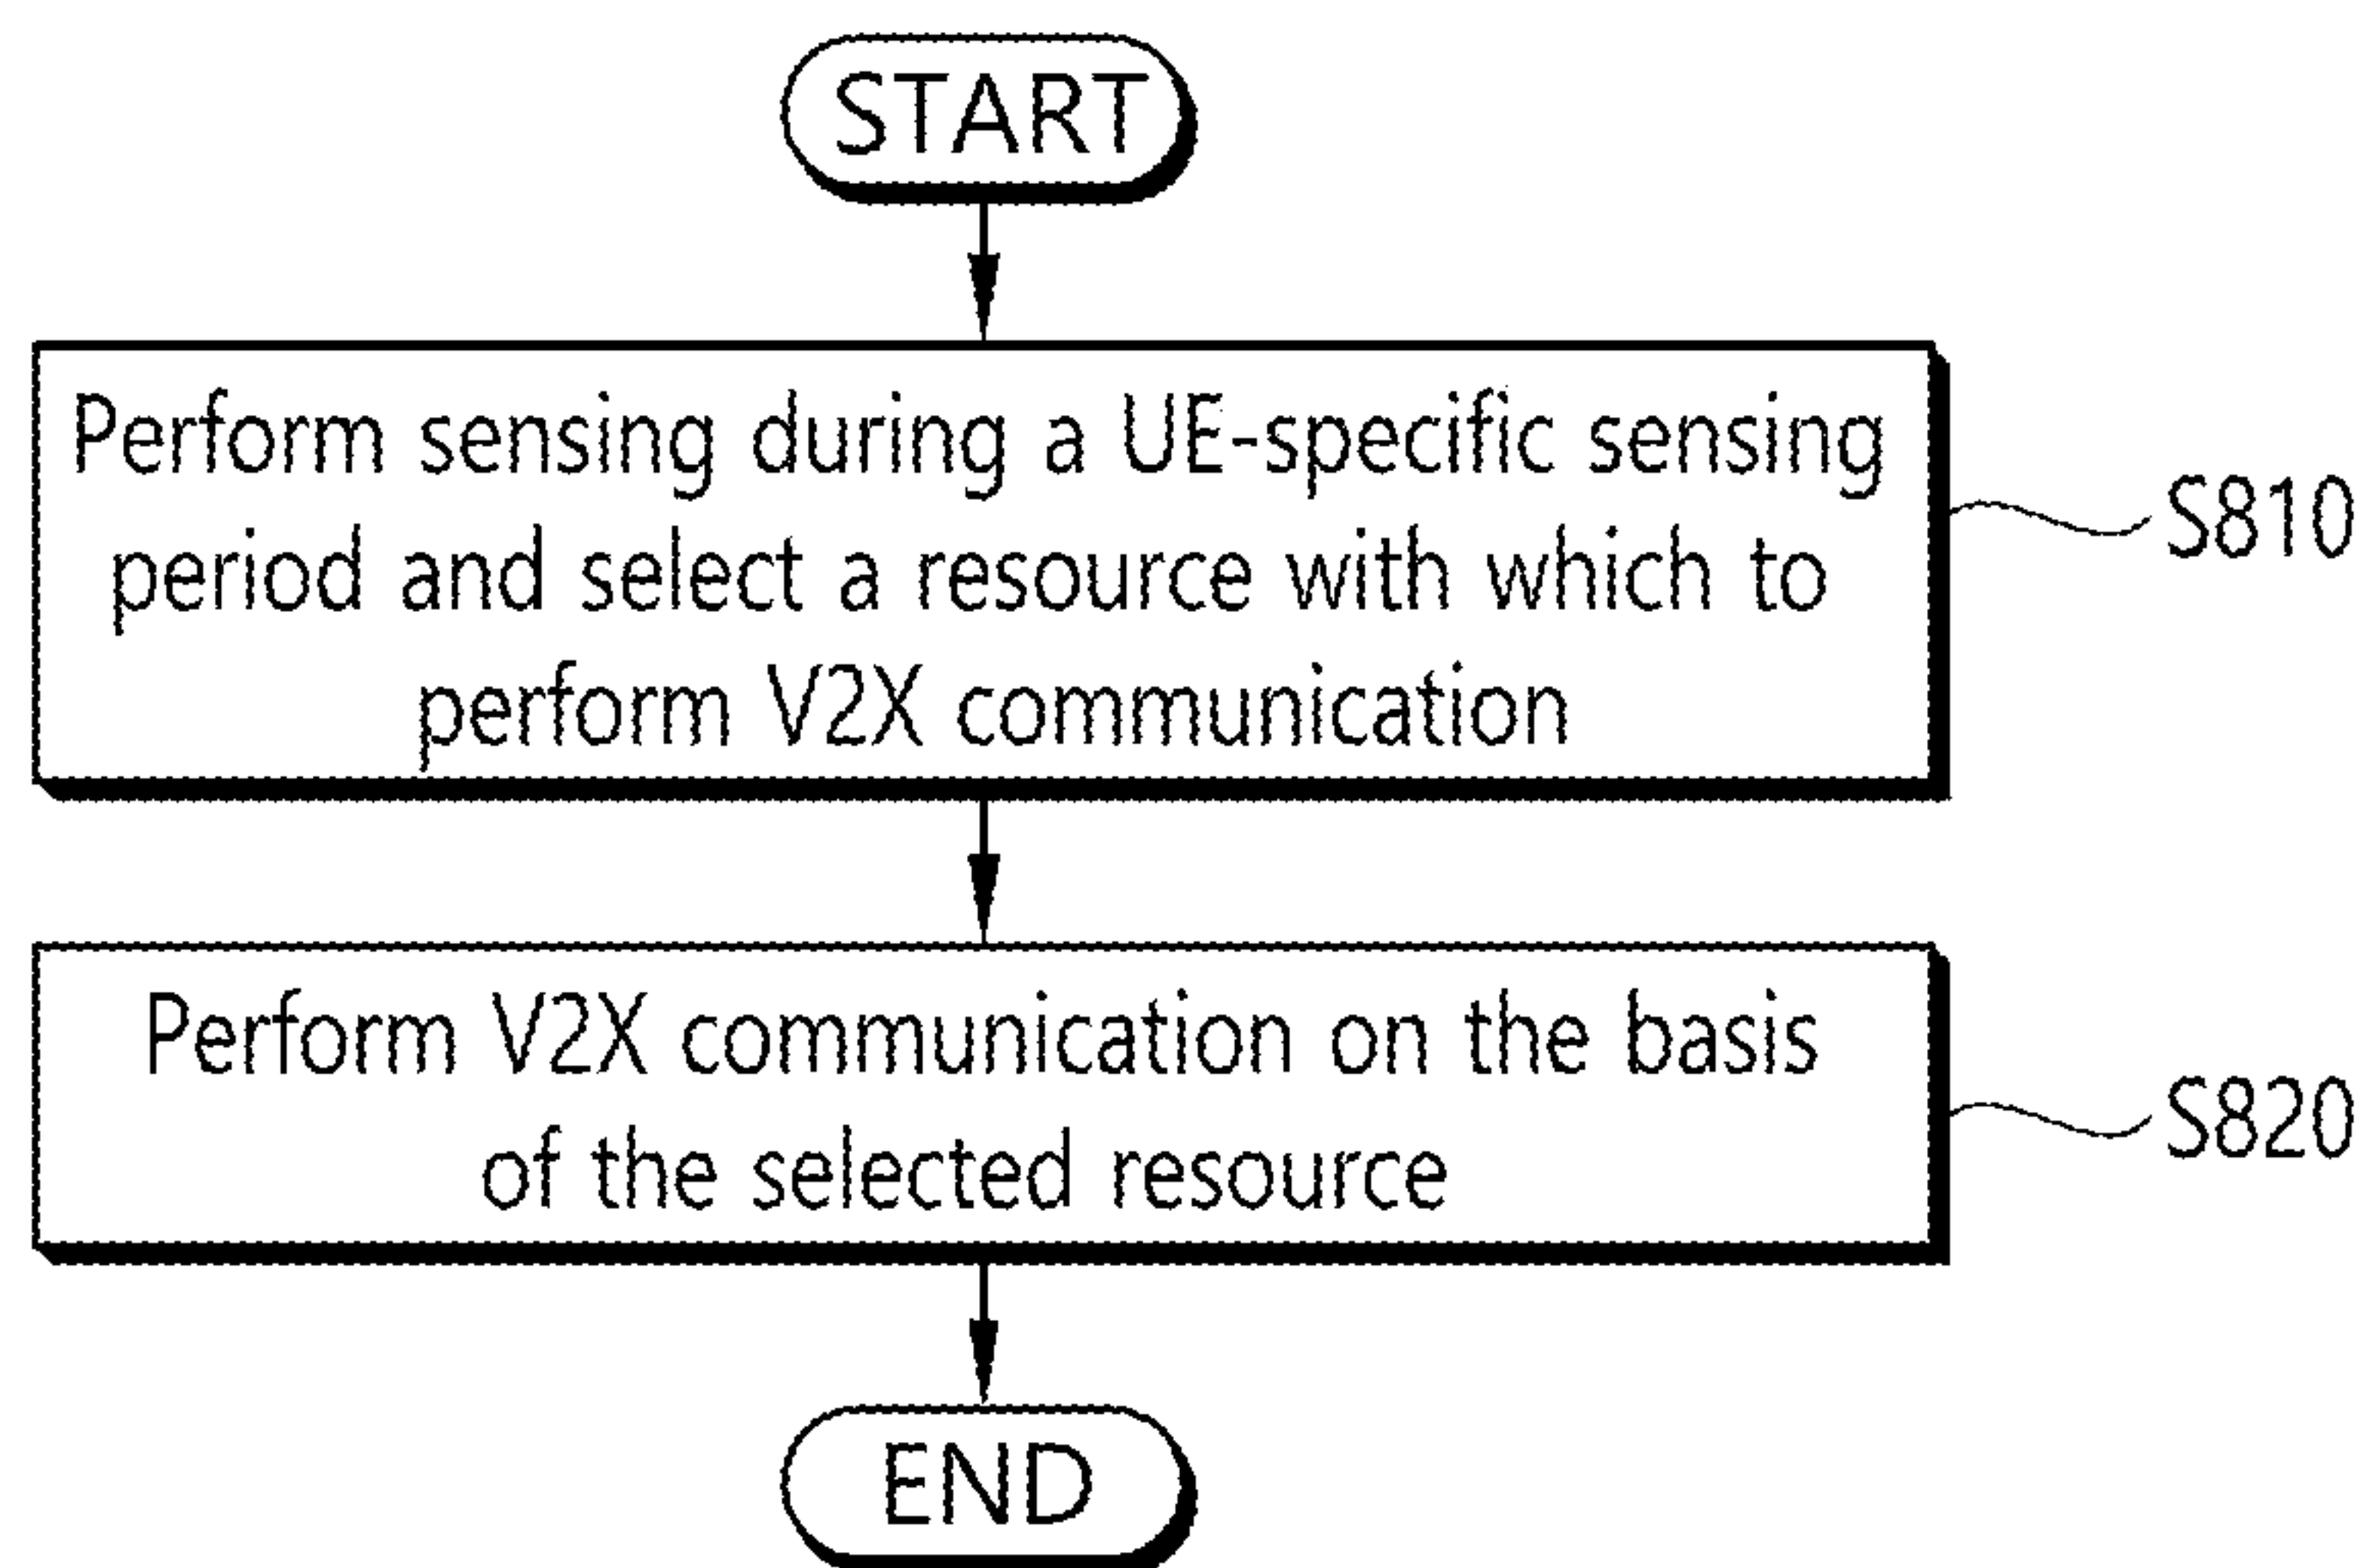 START
Perform sensing during a UE-specific sensing
period and select a resource with which to
perform V2X communication
S810
Perform V2X communication on the basis
of the selected resource
S820
END